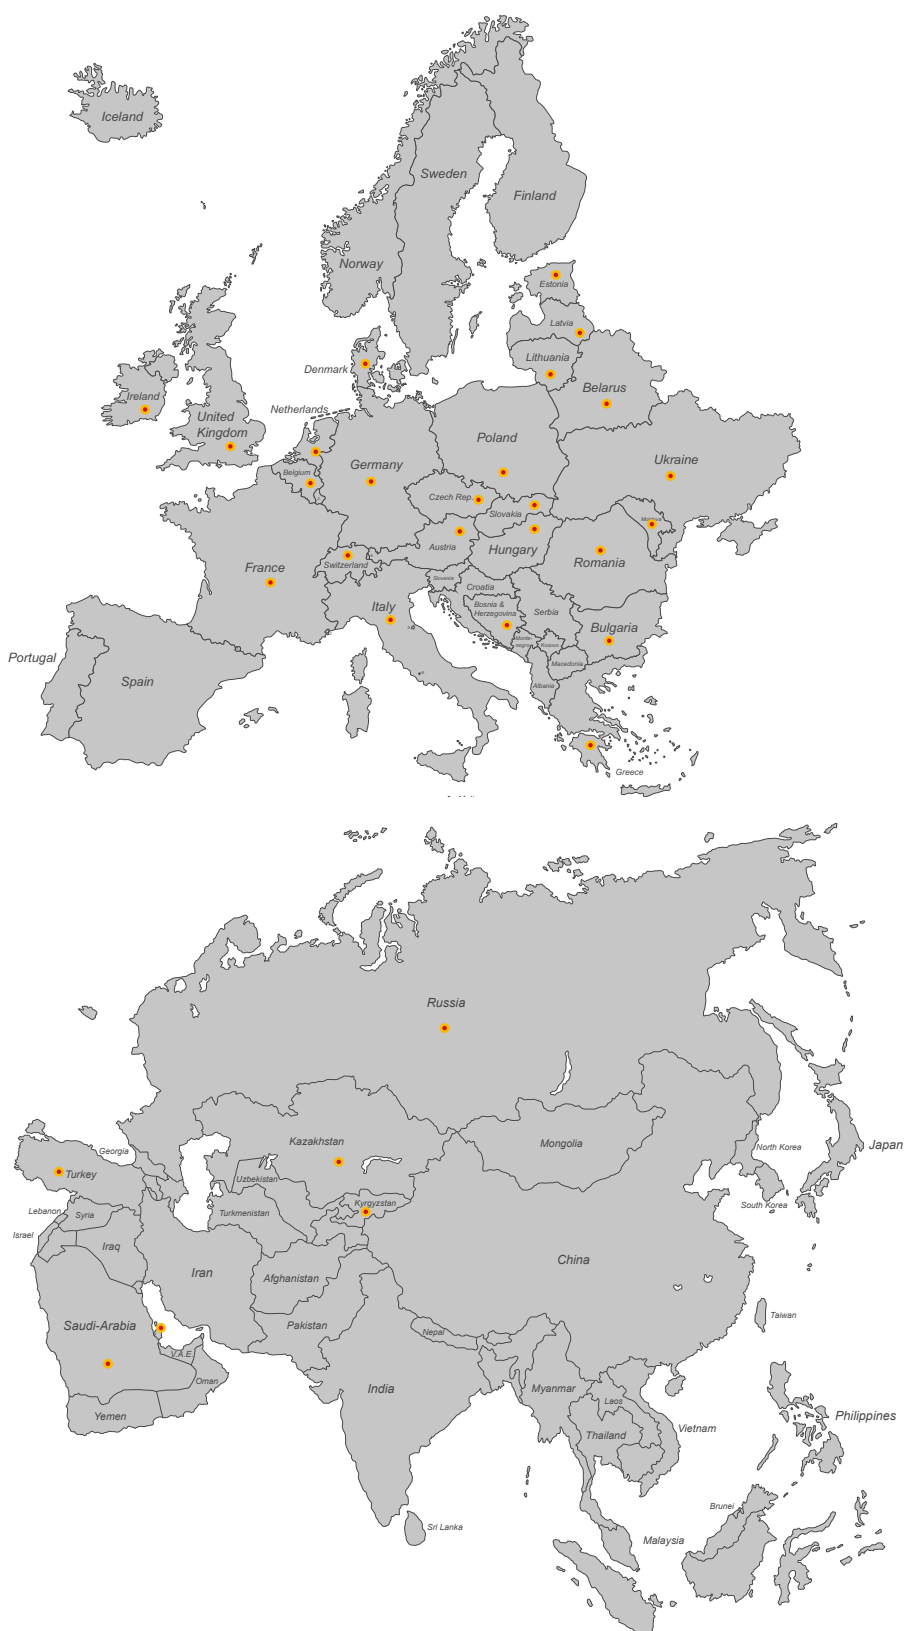 Iceland
Sweden
Finland
Norway
Estonia
Latvia
Lithuania
Denmark
Belarus
Ireland
Netherlands
United
Kingdom
Poland
Germany
Ukraine
Belgium
Czech Rep.
Slovakia
Moldova
Austria
Hungary
Switzerland
Romania
France
Slovenia
Croatia
Italy
Bosnia &
Herzegovina
Serbia
Bulgaria
Monte-
negro
Kosovo
Portugal
Macedonia
Spain
Albania
Greece
Russia
Kazakhstan
Mongolia
Georgia
North Korea
Japan
Turkey
Uzbekistan
Kyrgyzstan
South Korea
Lebanon
Syria
Turkmenistan
Israel
Iraq
China
Iran
Afghanistan
Taiwan
Saudi-Arabia
Pakistan
Nepal
V.A.E.
Oman
India
Myanmar
Laos
Yemen
Philippines
Vietnam
Thailand
Brunei
Sri Lanka
Malaysia